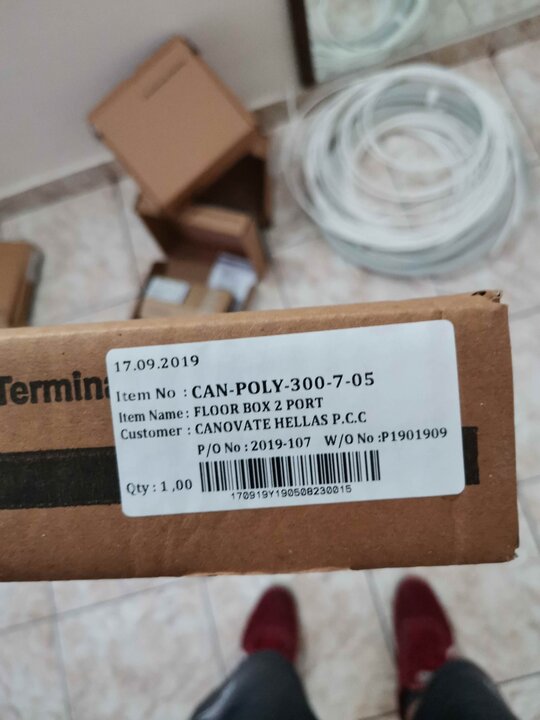 Termina
17.09.2019
Item No : CAN-POLY-300-7-05
Item Name : FLOOR BOX 2 PORT
Customer : CANOVATE HELLAS P.C.C
P/O No : 2019-107 W/O No :P1901909
Qty : 1 ,00
170919Y190508230015